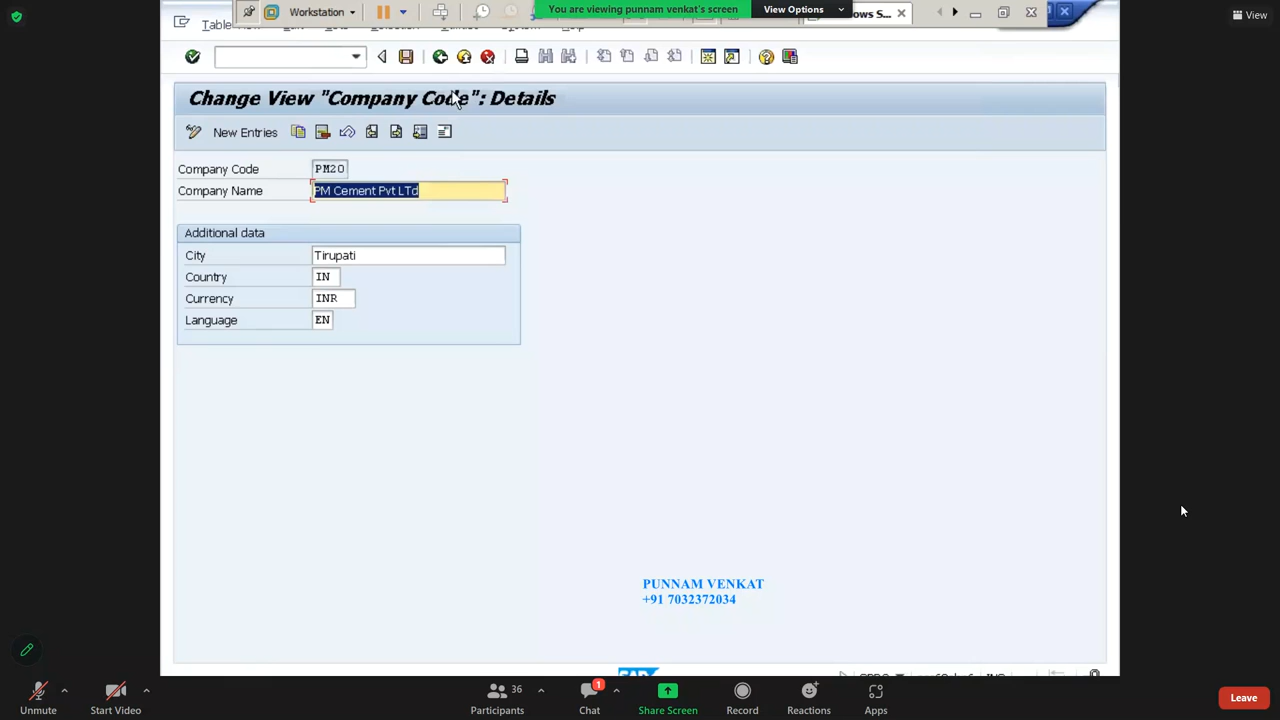 Workstation
You are viewing punnam venkat's screen
View Options
View
Change View "Company Code": Details
New Entries
Company Code PM20
Company Name PM Cement Pvt LTd
Additional data
City Tirupati
Country IN
Currency INR
Language EN
PUNNAM VENKAT
+91 7032372034
SAP
Unmute
Start Video
36
Participants
1
Chat
Share Screen
Record
Reactions
Apps
Leave